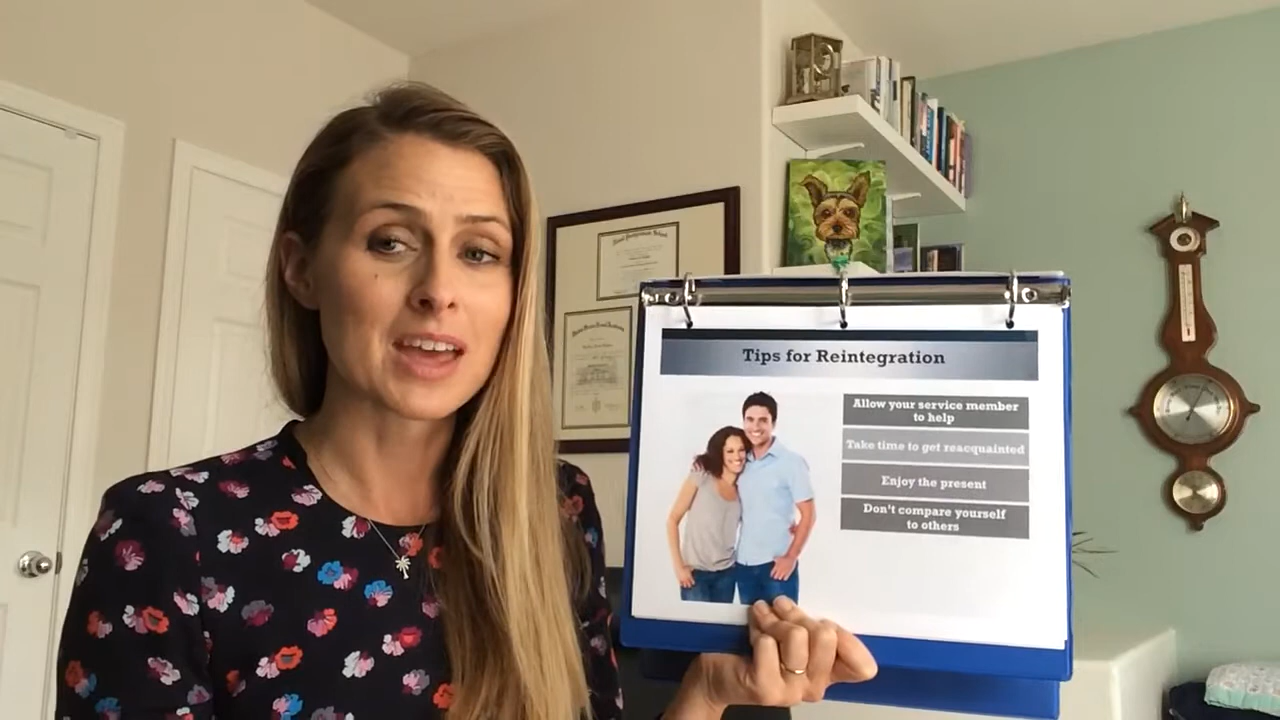 Tips for Reintegration
Allow your service member
to help
Take time to get reacquainted
Enjoy the present
Don't compare yourself
to others